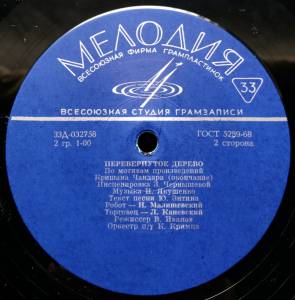 МЕЛОДИЯ
ВСЕСОЮЗНАЯ ФИРМА ГРАМПЛАСТИНОК
33
ВСЕСОЮЗНАЯ СТУДИЯ ГРАМЗАПИСИ
33Д-032758
ГОСТ 5289-68
2 гр. 1-00
2 сторона
ПЕРЕВЕРНУТОЕ ДЕРЕВО
По мотивам произведений
Кришана Чандара (окончание)
Инсценировка З. Чернышевой
Музыка И. Якушенко
Текст песни Ю. Энтина
Робот — И. Малишевский
Торговец — Л. Каневский
Режиссер В. Иванов
Оркестр п/у К. Кримца